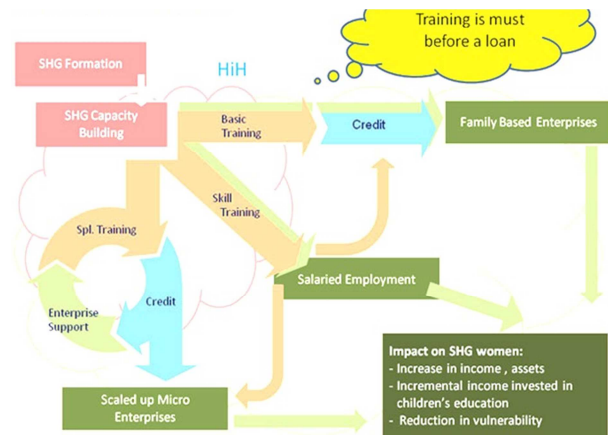 Training is must
before a loan
SHG Formation
HiH
SHG Capacity
Building
Basic
Training
Credit
Family Based Enterprises
Skill
Training
Spl. Training
Enterprise
Support
Credit
Salaried Employment
Scaled up Micro
Enterprises
Impact on SHG women:
- Increase in income , assets
- Incremental income invested in
children's education
- Reduction in vulnerability